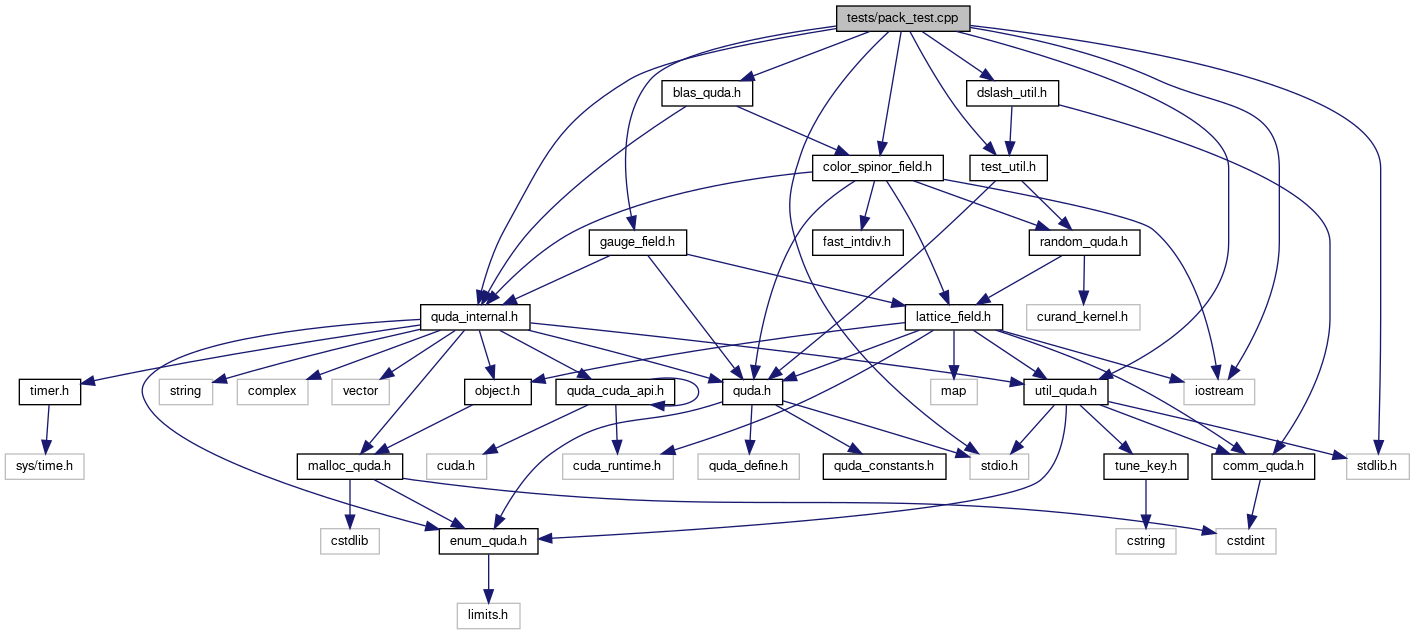 tests/pack_test.cpp
blas_quda.h
dslash_util.h
color_spinor_field.h
test_util.h
gauge_field.h
fast_intdiv.h
random_quda.h
quda_internal.h
lattice_field.h
curand_kernel.h
timer.h
string
complex
vector
object.h
quda_cuda_api.h
quda.h
map
util_quda.h
iostream
sys/time.h
malloc_quda.h
cuda.h
cuda_runtime.h
quda_define.h
quda_constants.h
stdio.h
tune_key.h
comm_quda.h
stdlib.h
cstdlib
enum_quda.h
cstring
cstdint
limits.h